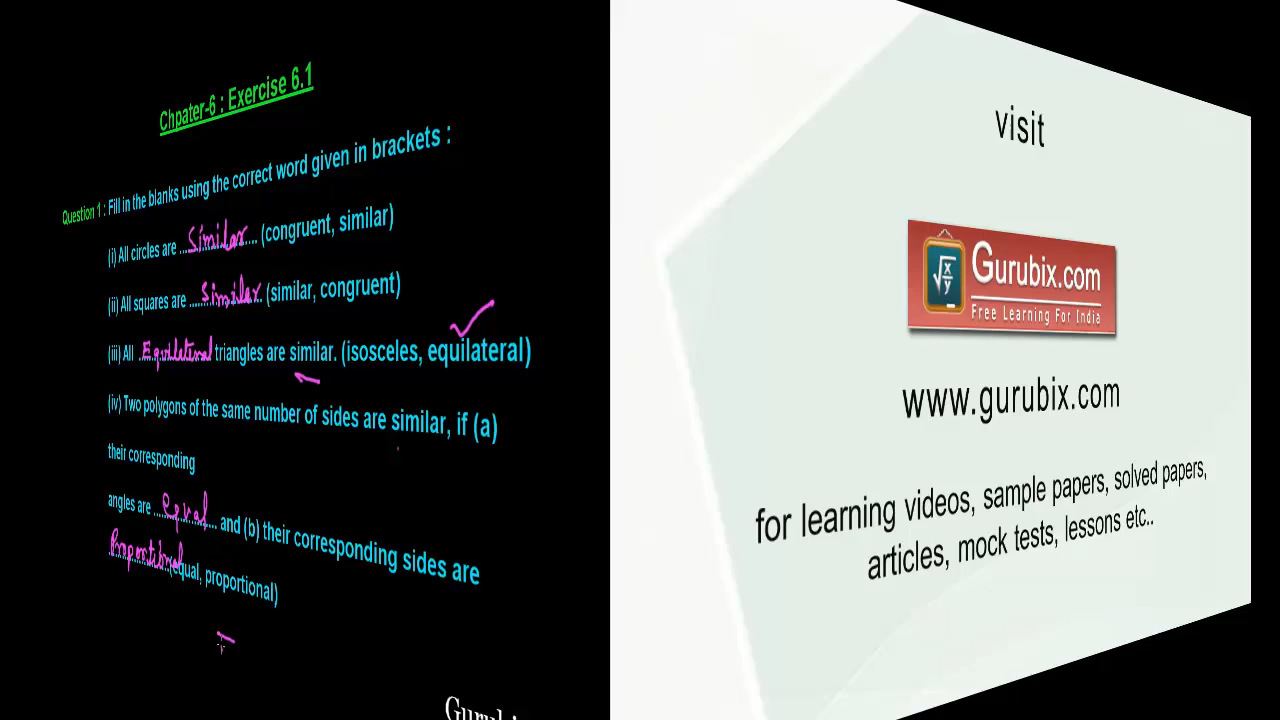 Chpater-6 : Exercise 6.1
Question 1 : Fill in the blanks using the correct word given in brackets :
(i) All circles are ...Similar... (congruent, similar)
(ii) All squares are ...Similar... (similar, congruent)
(iii) All ...Equilateral triangles are similar. (isosceles, equilateral)
(iv) Two polygons of the same number of sides are similar, if (a)
their corresponding
angles are ...equal... and (b) their corresponding sides are
Proportional (equal, proportional)
visit
√x/y Gurubix.com
Free Learning For India
www.gurubix.com
for learning videos, sample papers, solved papers,
articles, mock tests, lessons etc..